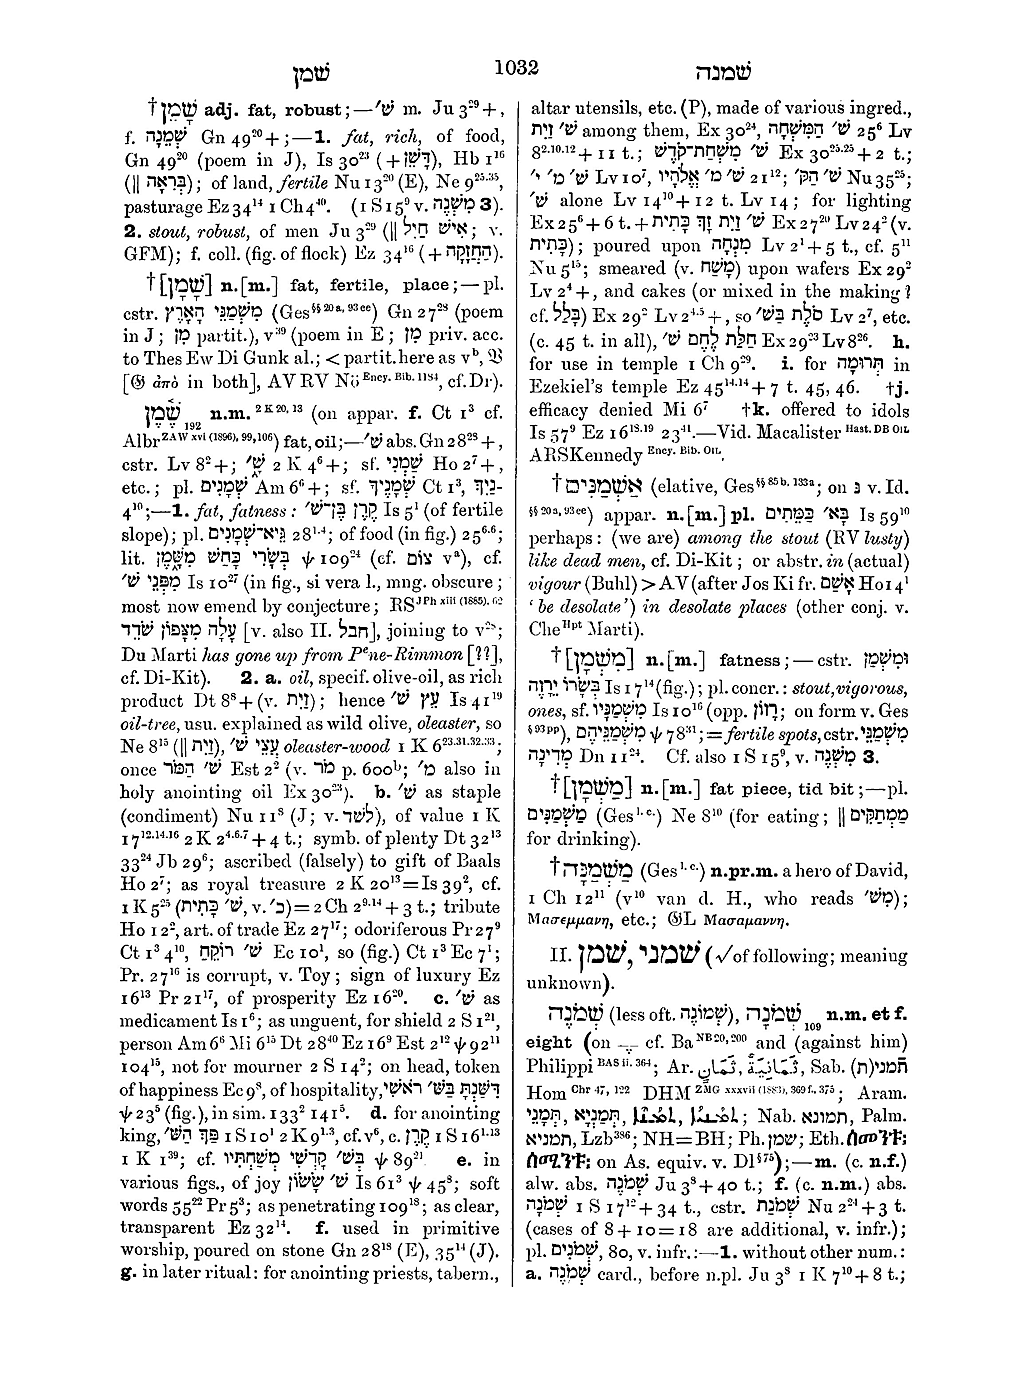 שמן
1032
שמנה
† שָׁמֵן adj. fat, robust;—שׁ׳ m. Ju 3²⁹+,
f. שְׁמֵנָה Gn 49²⁰+;—1. fat, rich, of food,
Gn 49²⁰ (poem in J), Is 30²³ (+דָּשֵׁן), Hb 1¹⁶
(|| בְּרִאָה); of land, fertile Nu 13²⁰ (E), Ne 9²⁵·³⁵,
pasturage Ez 34¹⁴ 1 Ch 4⁴⁰. (1 S 15⁹ v. מִשְׁנֶה 3).
2. stout, robust, of men Ju 3²⁹ (|| אִישׁ חַיִל; v.
GFM); f. coll. (fig. of flock) Ez 34¹⁶ (+הַחֲזָקָה).
†[שָׁמָן] n.[m.] fat, fertile, place;—pl.
cstr. מִשְׁמַנֵּי הָאָרֶץ (Ges§§ 20 a, 93 ee) Gn 27²⁸ (poem
in J; מִן partit.), v³⁹ (poem in E; מִן priv. acc.
to Thes Ew Di Gunk al.; < partit. here as vᵇ, 𝔙
[𝔊 ἀπὸ in both], AV RV Nö Ency. Bib. 1184, cf. Dr).
שֶׁמֶן 192 n.m. 2 K 20, 13 (on appar. f. Ct 1³ cf.
Albr ZAW xvi (1896), 99, 106) fat, oil;—שׁ׳ abs. Gn 28²⁸+,
cstr. Lv 8²+; שׁ׳ 2 K 4⁶+; sf. שַׁמְנִי Ho 2⁷+,
etc.; pl. שְׁמָנִים Am 6⁶+; sf. שְׁמָנֶיךָ Ct 1³, נַיִךְ-
4¹⁰;—1. fat, fatness: קֶרֶן בֶּן־שׁ׳ Is 5¹ (of fertile
slope); pl. גֵּיא־שְׁמָנִים 28¹·⁴; of food (in fig.) 25⁶·⁶;
lit. בְּשָׂרִי כָּחַשׁ מִשָּׁמֶן ψ 109²⁴ (cf. צוֹם vᵃ), cf.
מִפְּנֵי שׁ׳ Is 10²⁷ (in fig., si vera l., mng. obscure;
most now emend by conjecture; RS JPh xiii (1885). 62
עָלָה מִצָּפוֹן שֹׁדֵד [v. also II. חבל], joining to v²⁸;
Du Marti has gone up from Pᵉne-Rimmon [??],
cf. Di-Kit). 2. a. oil, specif. olive-oil, as rich
product Dt 8⁸+(v. זַיִת); hence עֵץ שׁ׳ Is 41¹⁹
oil-tree, usu. explained as wild olive, oleaster, so
Ne 8¹⁵ (|| זַיִת), עֲצֵי שׁ׳ oleaster-wood 1 K 6²³·³¹·³²·³³;
once שׁ׳ הַמּוֹר Est 2² (v. מֹר p. 600ᵇ; מ׳ also in
holy anointing oil Ex 30²³). b. שׁ׳ as staple
(condiment) Nu 11⁸ (J; v. לשׁד), of value 1 K
17¹²·¹⁴·¹⁶ 2 K 2⁴·⁶·⁷+4 t.; symb. of plenty Dt 32¹³
33²⁴ Jb 29⁶; ascribed (falsely) to gift of Baals
Ho 2⁷; as royal treasure 2 K 20¹³=Is 39², cf.
1 K 5²⁵ (שׁ׳ כָּתִית, v. כ׳)=2 Ch 2⁹·¹⁴+3 t.; tribute
Ho 12², art. of trade Ez 27¹⁷; odoriferous Pr 27⁹
Ct 1³ 4¹⁰, שׁ׳ רוֹקֵחַ Ec 10¹, so (fig.) Ct 1³ Ec 7¹;
Pr. 27¹⁶ is corrupt, v. Toy; sign of luxury Ez
16¹³ Pr 21¹⁷, of prosperity Ez 16²⁰. c. שׁ׳ as
medicament Is 1⁶; as unguent, for shield 2 S 1²¹,
person Am 6⁶ Mi 6¹⁵ Dt 28⁴⁰ Ez 16⁹ Est 2¹² ψ 92¹¹
104¹⁵, not for mourner 2 S 14²; on head, token
of happiness Ec 9⁸, of hospitality, דִּשַּׁנְתָּ בַשּׁ׳ רֹאשִׁי
ψ 23⁵ (fig.), in sim. 133² 141⁵. d. for anointing
king, פַּךְ הַשּׁ׳ 1 S 10¹ 2 K 9¹·³, cf. v⁶, c. קֶרֶן 1 S 16¹·¹³
1 K 1³⁹; cf. בְּשׁ׳ קָדְשִׁי מְשַׁחְתִּיו ψ 89²¹. e. in
various figs., of joy שׁ׳ שָׂשׂוֹן Is 61³ ψ 45⁸; soft
words 55²² Pr 5³; as penetrating 109¹⁸; as clear,
transparent Ez 32¹⁴. f. used in primitive
worship, poured on stone Gn 28¹⁸ (E), 35¹⁴ (J).
g. in later ritual: for anointing priests, tabern.,
altar utensils, etc. (P), made of various ingred.,
שׁ׳ זַיִת among them, Ex 30²⁴, שׁ׳ הַמִּשְׁחָה 25⁶ Lv
8²·¹⁰·¹²+11 t.; שׁ׳ מִשְׁחַת־קֹדֶשׁ Ex 30²⁵·²⁵+2 t.;
שׁ׳ מ׳ י׳ Lv 10⁷, שׁ׳ מ׳ אֱלֹהָיו 21¹²; שׁ׳ הַקּ׳ Nu 35²⁵;
שׁ׳ alone Lv 14¹⁰+12 t. Lv 14; for lighting
Ex 25⁶+6 t.+שׁ׳ זַיִת זָךְ כָּתִית Ex 27²⁰ Lv 24² (v.
כָּתִית); poured upon מִנְחָה Lv 2¹+5 t., cf. 5¹¹
Nu 5¹⁵; smeared (v. מָשַׁח) upon wafers Ex 29²
Lv 2⁴+, and cakes (or mixed in the making?
cf. בָּלַל) Ex 29² Lv 2⁴·⁵+, so סֹלֶת בַּשּׁ׳ Lv 2⁷, etc.
(c. 45 t. in all), חַלַּת לֶחֶם שׁ׳ Ex 29²³ Lv 8²⁶. h.
for use in temple 1 Ch 9²⁹. i. for תְּרוּמָה in
Ezekiel's temple Ez 45¹⁴·¹⁴+7 t. 45, 46. †j.
efficacy denied Mi 6⁷ †k. offered to idols
Is 57⁹ Ez 16¹⁸·¹⁹ 23⁴¹.—Vid. Macalister Hast. DB OIL
ARSKennedy Ency. Bib. OIL.
† אַשְׁמַנִּים (elative, Ges§§ 85 b, 133a; on נ v. Id.
§§ 20 a, 93 ee) appar. n.[m.] pl. בָּא׳ כַּמֵּתִים Is 59¹⁰
perhaps: (we are) among the stout (RV lusty)
like dead men, cf. Di-Kit; or abstr. in (actual)
vigour (Buhl) > AV (after Jos Ki fr. אָשַׁם Ho 14¹
'be desolate') in desolate places (other conj. v.
Che Hpt Marti).
†[מִשְׁמָן] n.[m.] fatness;—cstr. וּמִשְׁמַן
בְּשָׂרוֹ יֵרָזֶה Is 17¹⁴ (fig.); pl. concr.: stout, vigorous,
ones, sf. מִשְׁמַנָּיו Is 10¹⁶ (opp. רָזוֹן; on form v. Ges
§ 93 pp), מִשְׁמַנֵּיהֶם ψ 78³¹; =fertile spots, cstr. מִשְׁמַנֵּי
מְדִינָה Dn 11²⁴. Cf. also 1 S 15⁹, v. מִשְׁנֶה 3.
†[מַשְׁמָן] n.[m.] fat piece, tid bit;—pl.
מַשְׁמַנִּים (Ges l. c.) Ne 8¹⁰ (for eating; || מַמְתַקִּים
for drinking).
† מַשְׁמַנָּה (Ges l. c.) n.pr.m. a hero of David,
1 Ch 12¹¹ (v¹⁰ van d. H., who reads מִשׁ׳);
Μασεμμανη, etc.; 𝔊L Μασαμαννη.
II. שׁמן, שׁמני (√ of following; meaning
unknown).
שְׁמֹנֶה (less oft. שְׁמוֹנֶה), שְׁמֹנָה 109 n.m. et f.
eight (on ־ֶ cf. Ba NB 20, 200 and (against him)
Philippi BAS ii. 364; Ar. ثَمَانٍ, ثَمَانِيَةٌ, Sab. תמני(ת)
Hom Chr 47, 122 DHM ZMG xxxvii (1883), 369 f., 375; Aram.
תְּמָנֵי, תְּמַנְיָא, ܬܡܢܐ, ܬܡܢܝܐ; Nab. תמונא, Palm.
תמניא, Lzb³⁸⁶; NH=BH; Ph. שמן; Eth. ሰመንቱ፡
ሰማኒቱ፡ on As. equiv. v. Dl§ 75);—m. (c. n.f.)
alw. abs. שְׁמֹנֶה Ju 3⁸+40 t.; f. (c. n.m.) abs.
שְׁמֹנָה 1 S 17¹²+34 t., cstr. שְׁמֹנַת Nu 2²⁴+3 t.
(cases of 8+10=18 are additional, v. infr.);
pl. שְׁמֹנִים, 80, v. infr.:—1. without other num.:
a. שְׁמֹנֶה card., before n.pl. Ju 3⁸ 1 K 7¹⁰+8 t.;